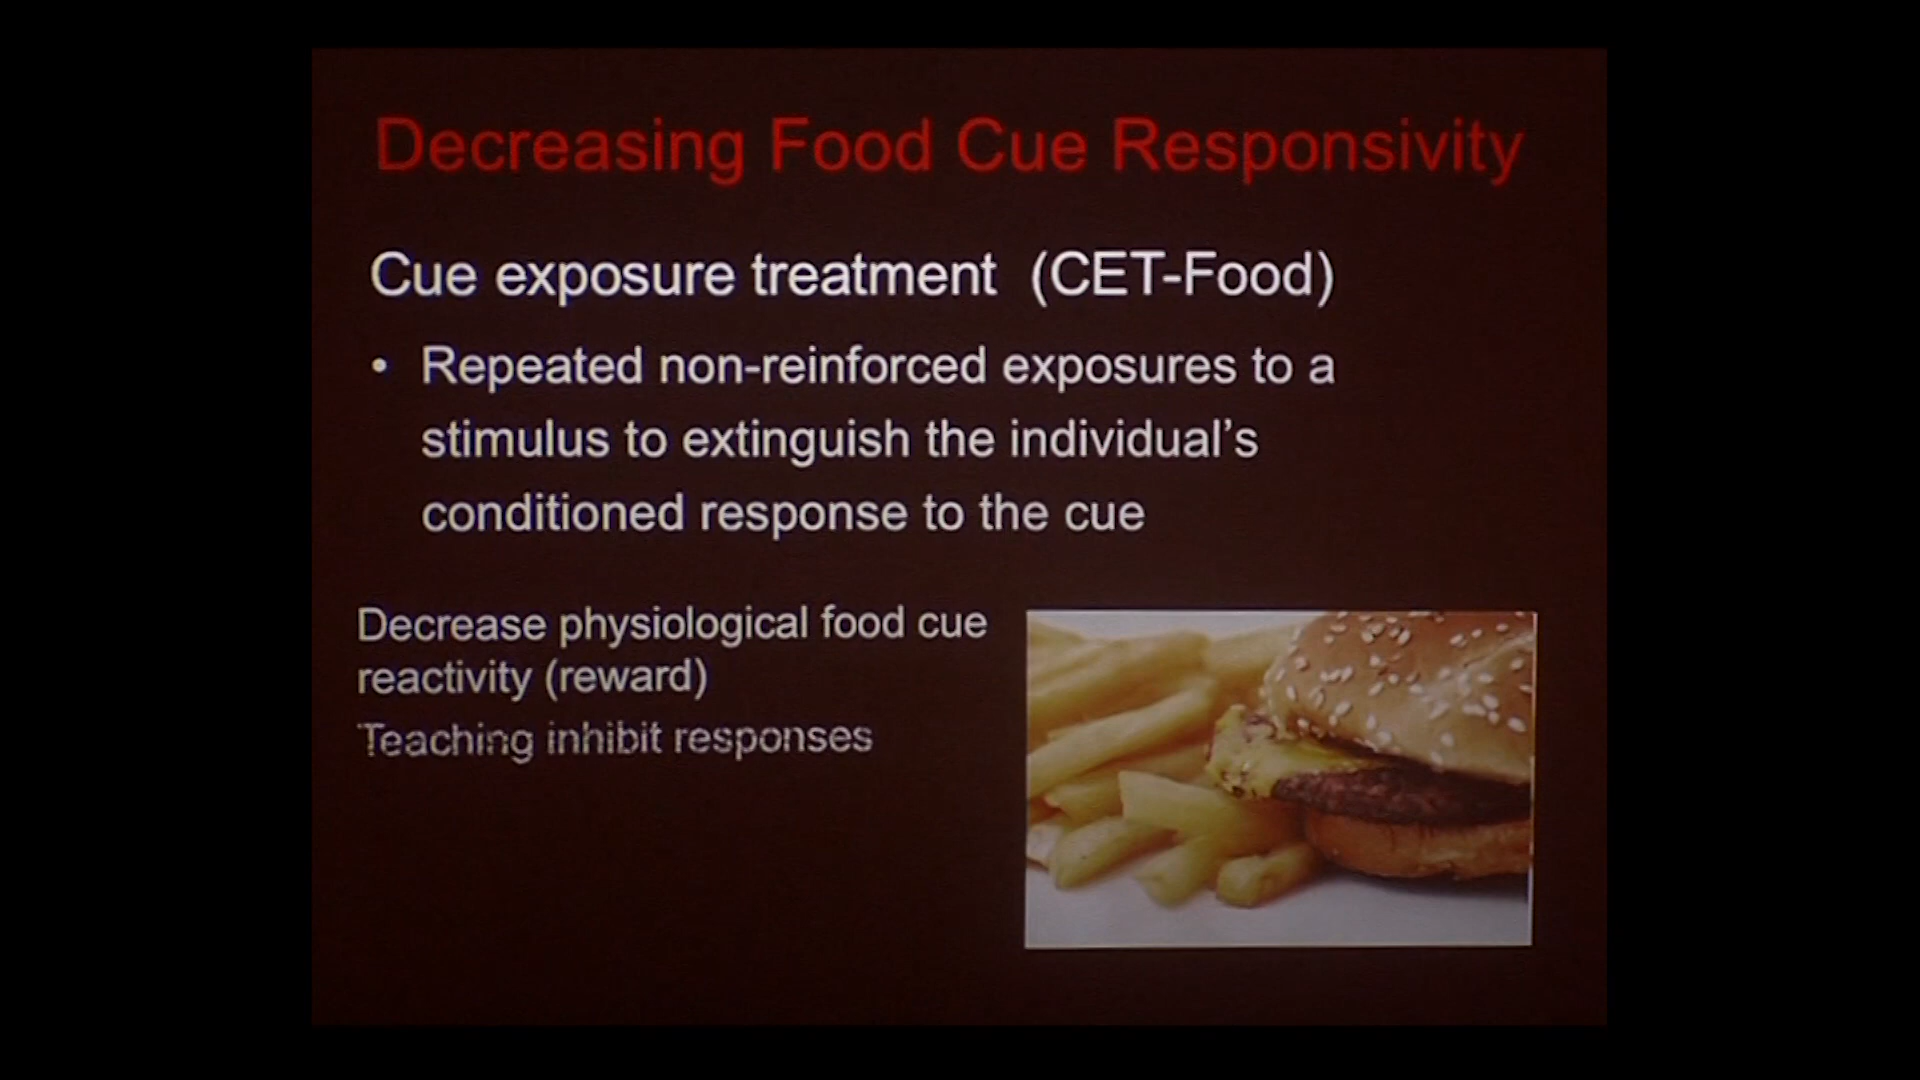 Decreasing Food Cue Responsivity
Cue exposure treatment (CET-Food)
• Repeated non-reinforced exposures to a
stimulus to extinguish the individual's
conditioned response to the cue
Decrease physiological food cue
reactivity (reward)
Teaching inhibit responses